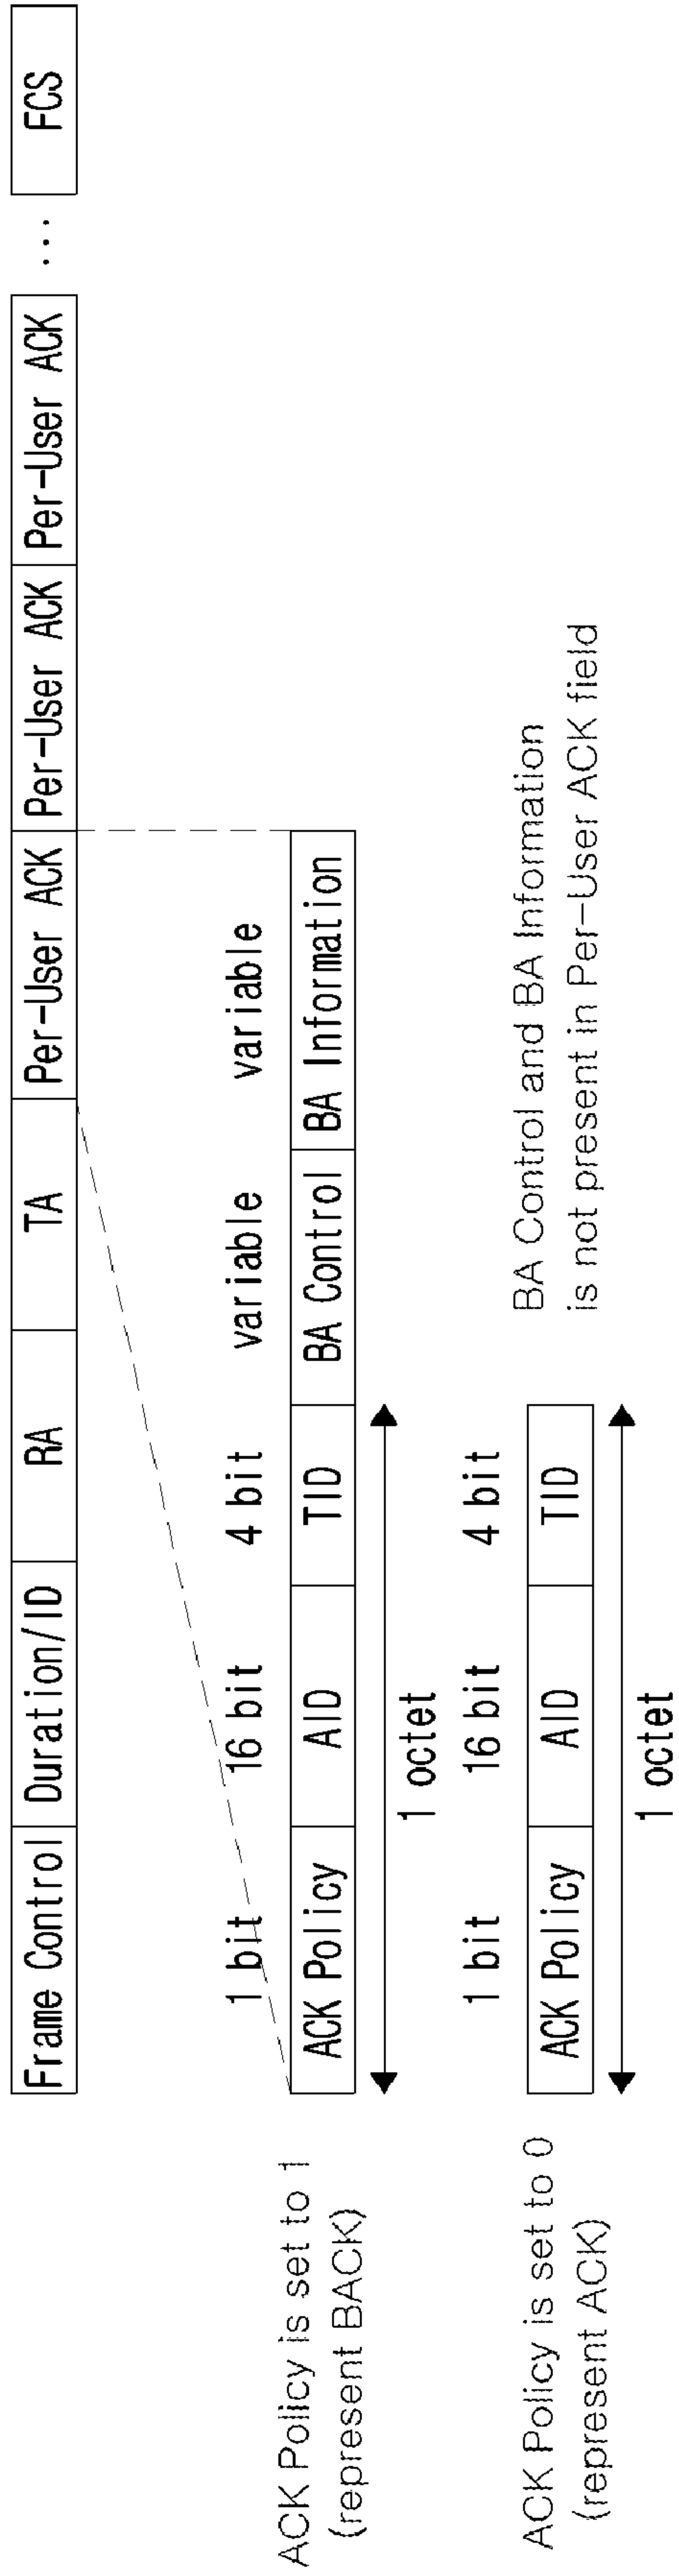 Frame Control Duration/ID RA TA Per-User ACK Per-User ACK Per-User ACK ... FCS
1 bit 16 bit 4 bit variable variable
ACK Policy is set to 1
(represent BACK)
ACK Policy AID TID BA Control BA Information
1 octet
1 bit 16 bit 4 bit
ACK Policy is set to 0
(represent ACK)
ACK Policy AID TID
BA Control and BA Information
is not present in Per-User ACK field
1 octet